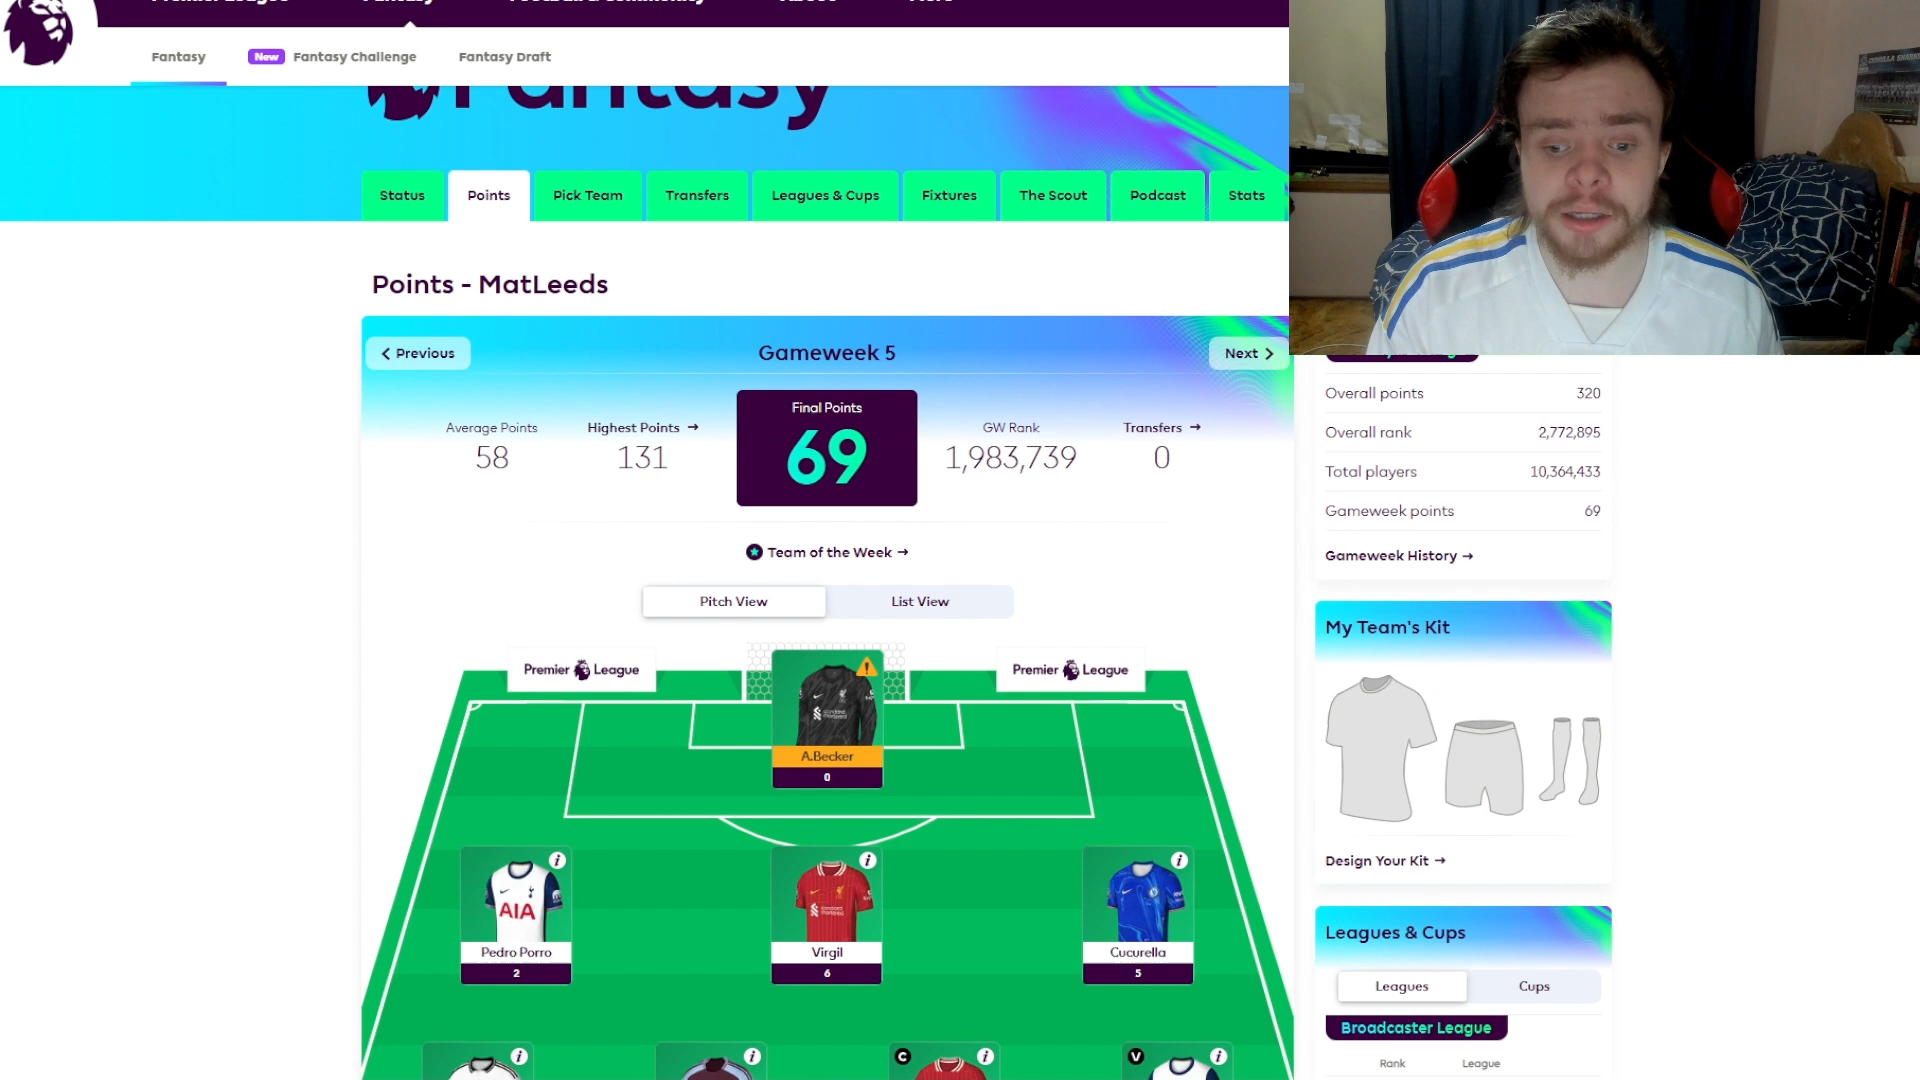 Fantasy
New Fantasy Challenge
Fantasy Draft
Fantasy
Status
Points
Pick Team
Transfers
Leagues & Cups
Fixtures
The Scout
Podcast
Stats
Points - MatLeeds
Previous
Gameweek 5
Next
Average Points
58
Highest Points →
131
Final Points
69
GW Rank
1,983,739
Transfers →
0
Team of the Week →
Pitch View
List View
Premier League
Premier League
A.Becker
0
AIA
Pedro Porro
2
Virgil
6
Cucurella
5
C
V
Overall points 320
Overall rank 2,772,895
Total players 10,364,433
Gameweek points 69
Gameweek History →
My Team's Kit
Design Your Kit →
Leagues & Cups
Leagues
Cups
Broadcaster League
Rank League